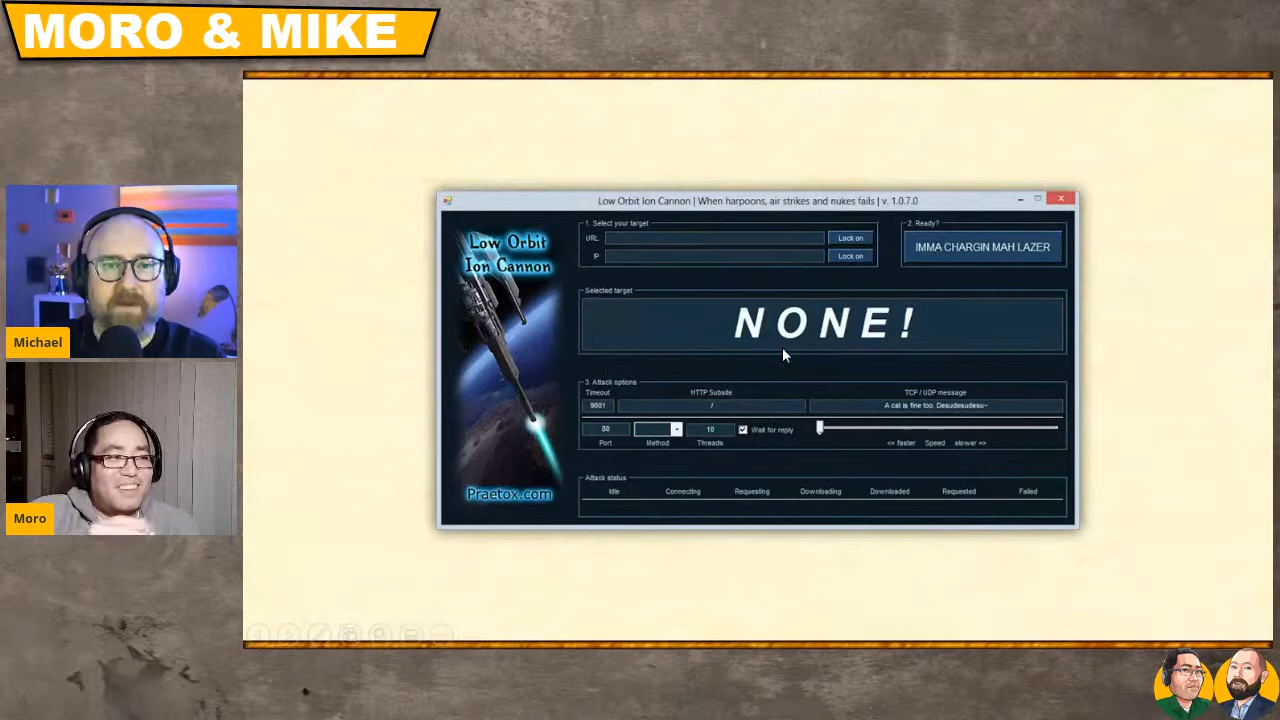 MORO & MIKE
Michael
Moro
Low Orbit Ion Cannon | When harpoons, air strikes and nukes fails | v. 1.0.7.0
Low Orbit
Ion Cannon
Praetox.com
1. Select your target
URL
Lock on
IP
Lock on
2. Ready?
IMMA CHARGIN MAH LAZER
Selected target
NONE!
3. Attack options
Timeout HTTP Subsite TCP / UDP message
9001 / A cat is fine too. Desudesudesu~
80 10 Wait for reply
Port Method Threads <= faster Speed slower =>
Attack status
Idle Connecting Requesting Downloading Downloaded Requested Failed